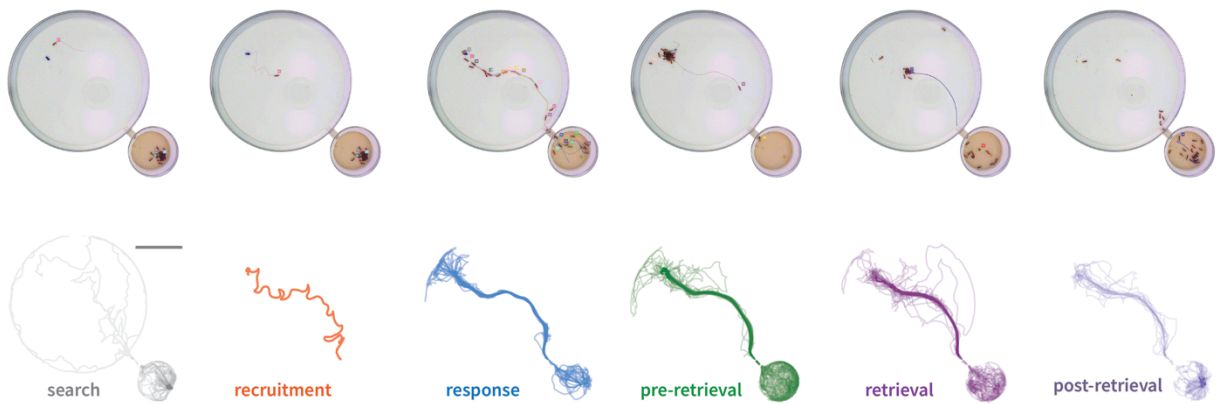 search
recruitment
response
pre-retrieval
retrieval
post-retrieval